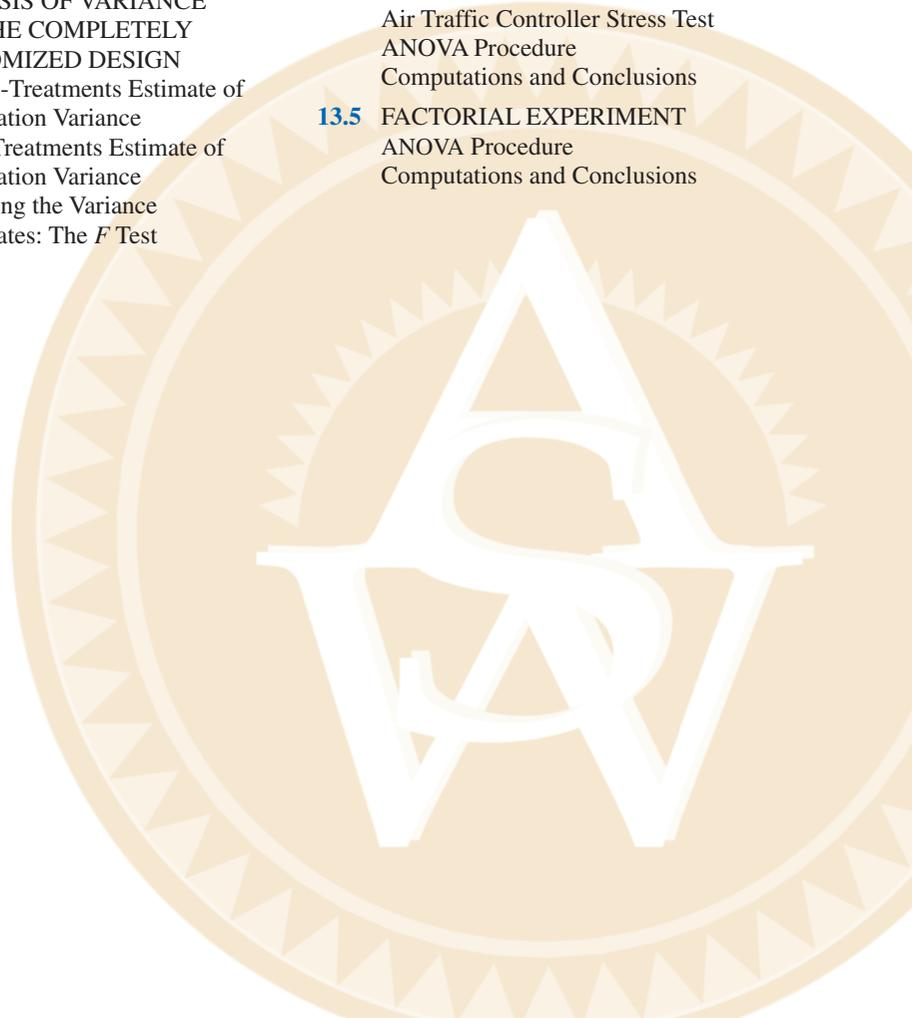 SIS OF VARIANCE
HE COMPLETELY
OMIZED DESIGN
-Treatments Estimate of
ation Variance
Treatments Estimate of
ation Variance
ng the Variance
ates: The F Test
Air Traffic Controller Stress Test
ANOVA Procedure
Computations and Conclusions
13.5 FACTORIAL EXPERIMENT
ANOVA Procedure
Computations and Conclusions
ASW